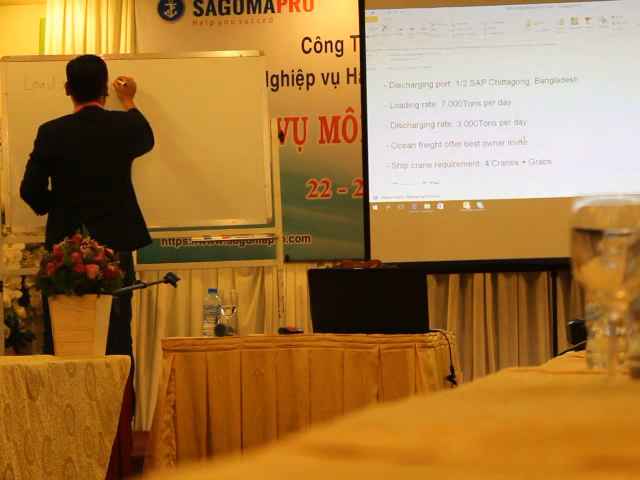 SAGOMAPRO
Help you succed
Công T
Nghiệp vụ Hà
VỤ MÔ
22 - 2
https://www.sagomapro.com
Load
- Discharging port: 1/2 SAP Chittagong, Bangladesh
- Loading rate: 7.000Tons per day
- Discharging rate: 3.000Tons per day
- Ocean freight offer best owner invite
- Ship crane requirement: 4 Cranes + Grabs